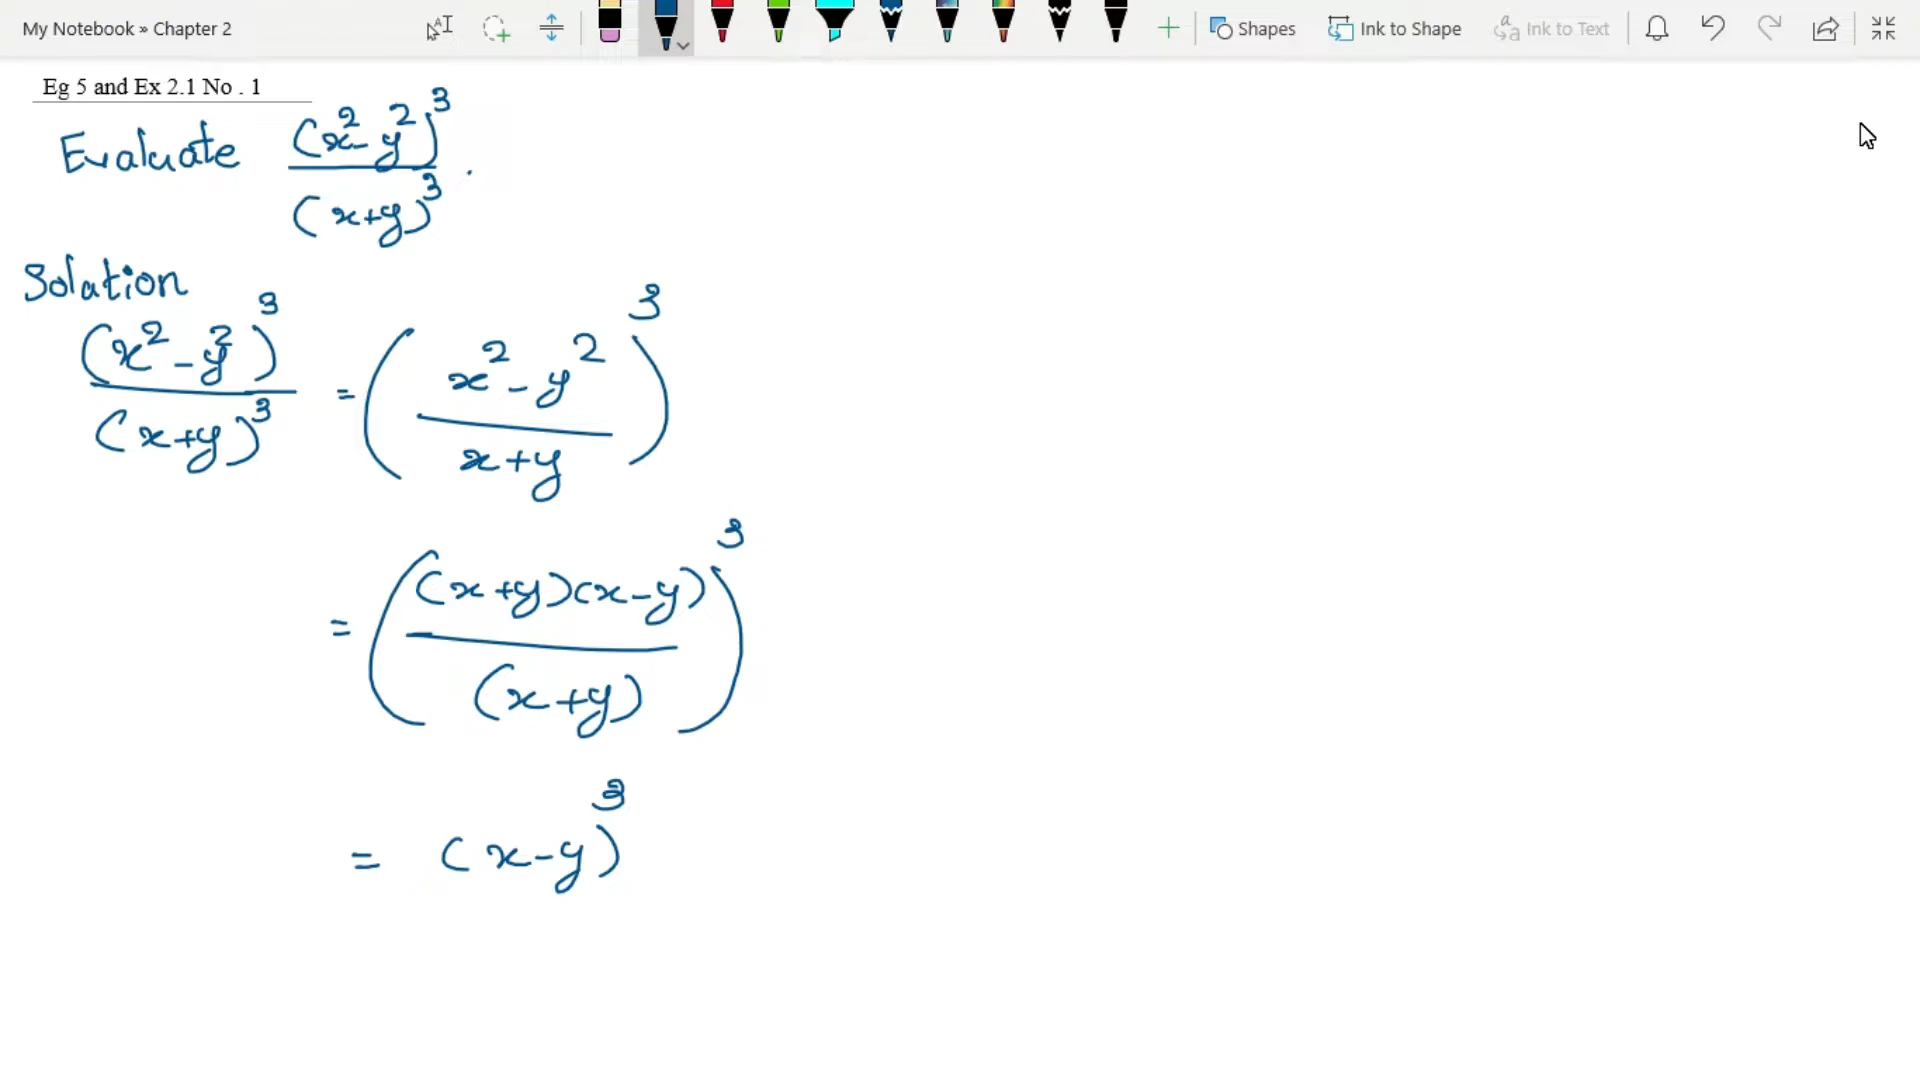 My Notebook » Chapter 2
Shapes
Ink to Shape
Ink to Text
Eg 5 and Ex 2.1 No . 1
Evaluate (x² - y²)³ / (x+y)³ .
Solution
(x² - y²)³ / (x+y)³ = ( x² - y² / x+y )³
= ( (x+y)(x-y) / (x+y) )³
= (x-y)³